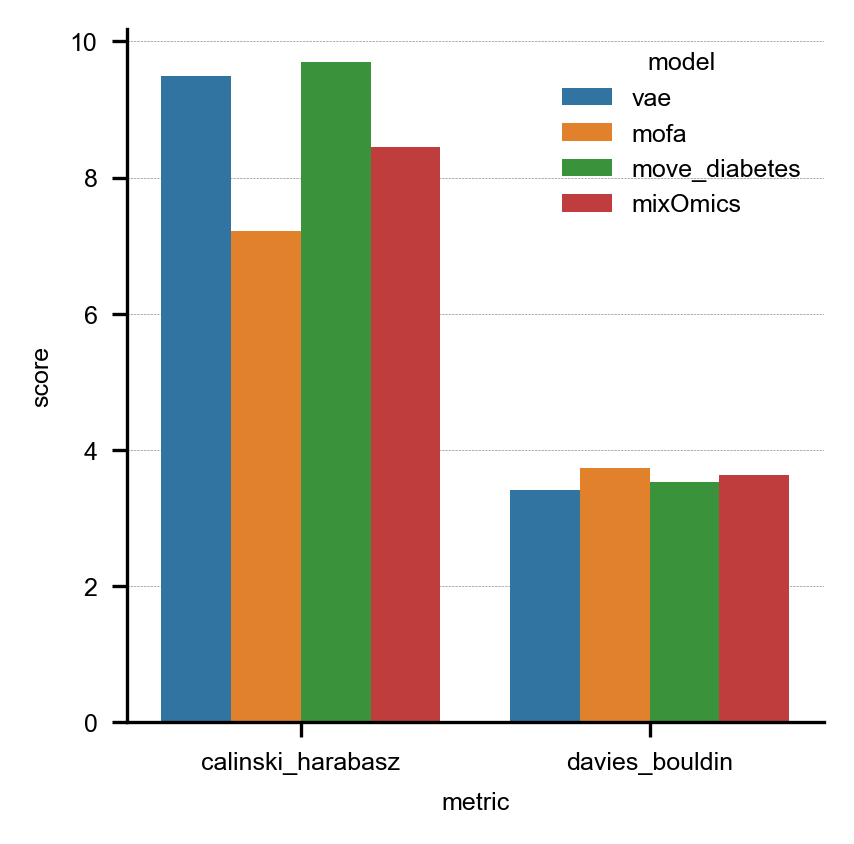 10
8
6
4
2
0
score
model
vae
mofa
move_diabetes
mixOmics
calinski_harabasz davies_bouldin
metric